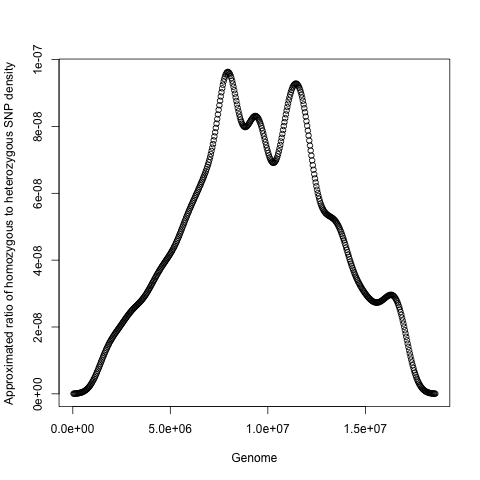 Approximated ratio of homozygous to heterozygous SNP density
1e-07
8e-08
6e-08
4e-08
2e-08
0e+00
0.0e+00 5.0e+06 1.0e+07 1.5e+07
Genome